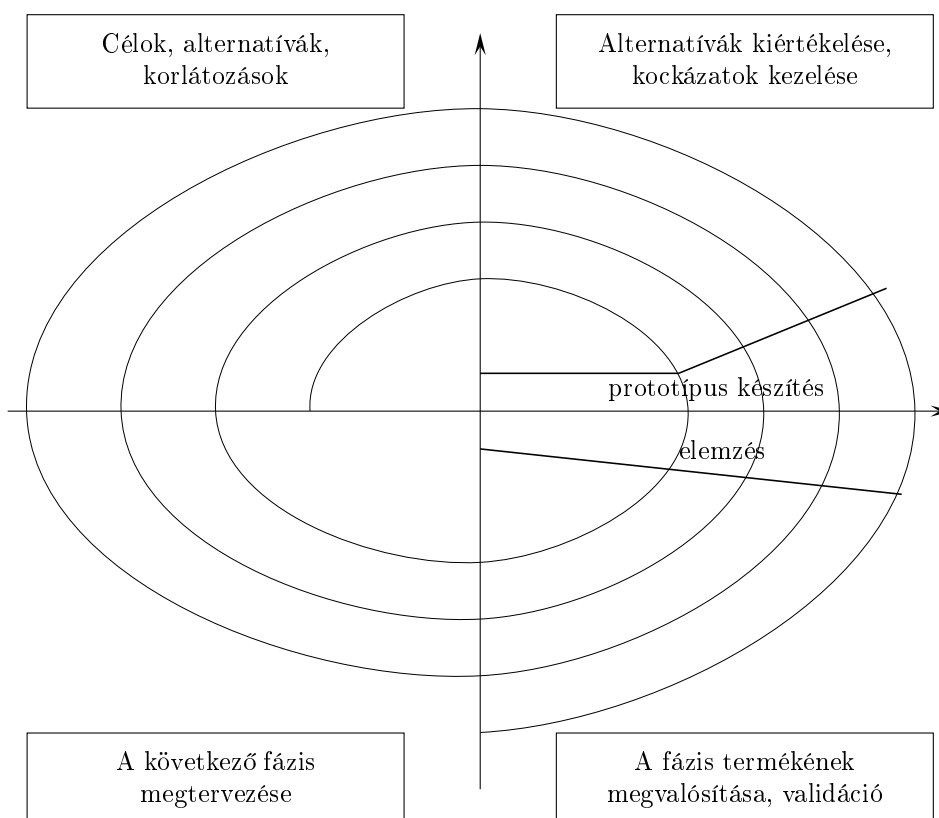 Célok, alternatívák,
korlátozások
Alternatívák kiértékelése,
kockázatok kezelése
prototípus készítés
elemzés
A következő fázis
megtervezése
A fázis termékének
megvalósítása, validáció